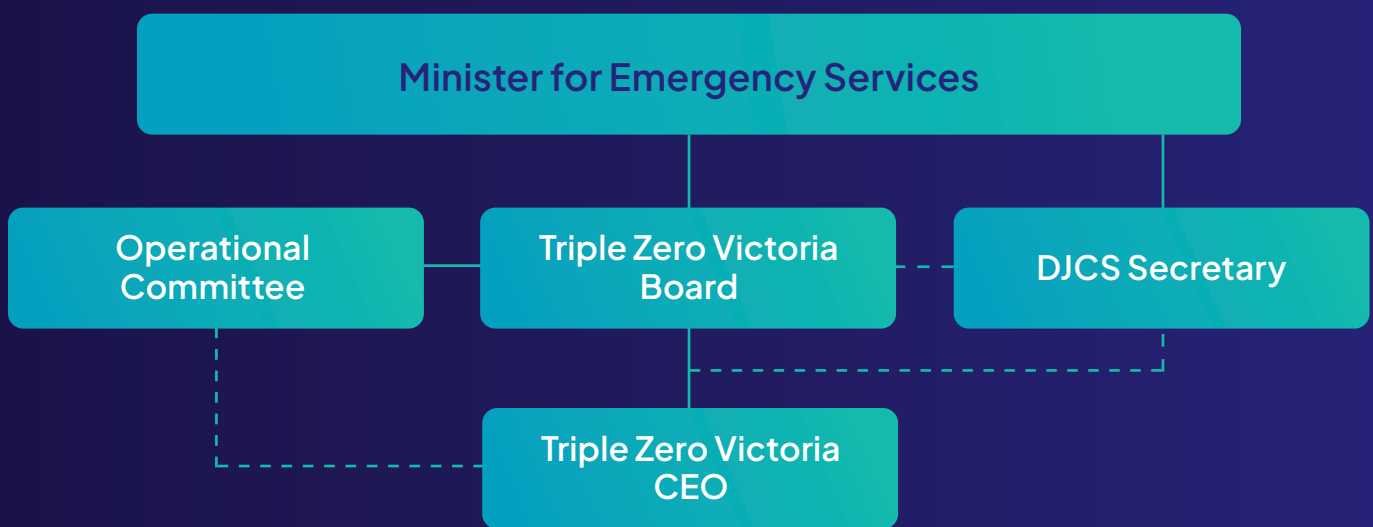 Minister for Emergency Services
Operational
Committee
Triple Zero Victoria
Board
DJCS Secretary
Triple Zero Victoria
CEO